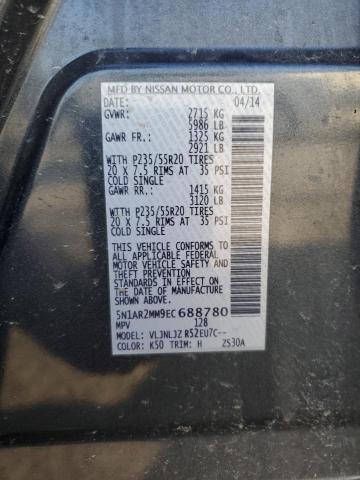 MFD BY NISSAN MOTOR CO., LTD.
DATE: 04/14
GVWR: 2715 KG
5986 LB
GAWR FR.: 1325 KG
2921 LB
WITH P235/55R20 TIRES
20 X 7.5 RIMS AT 35 PSI
COLD SINGLE
GAWR RR.: 1415 KG
3120 LB
WITH P235/55R20 TIRES
20 X 7.5 RIMS AT 35 PSI
COLD SINGLE
THIS VEHICLE CONFORMS TO
ALL APPLICABLE FEDERAL
MOTOR VEHICLE SAFETY
AND THEFT PREVENTION
STANDARDS IN EFFECT
ON THE DATE OF
MANUFACTURE SHOWN ABOVE.
5N1AR2MM9EC688780
MPV 128
MODEL: VLJNLJZ R52EU7C--
COLOR: K50 TRIM: H ZS30A